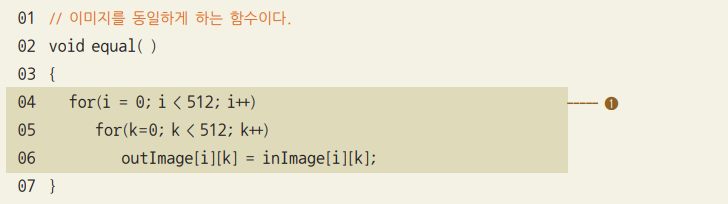 01 // 이미지를 동일하게 하는 함수이다.
02 void equal( )
03 {
04 for(i = 0; i < 512; i++) ❶
05 for(k=0; k < 512; k++)
06 outImage[i][k] = inImage[i][k];
07 }